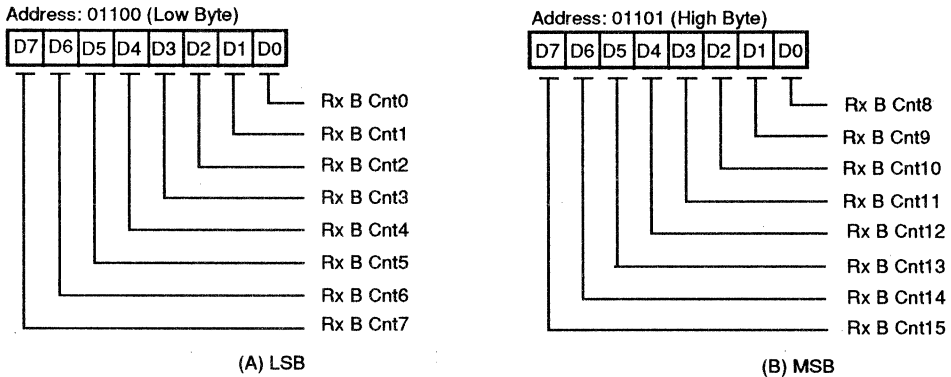 Address: 01100 (Low Byte)
D7 D6 D5 D4 D3 D2 D1 D0
Rx B Cnt0
Rx B Cnt1
Rx B Cnt2
Rx B Cnt3
Rx B Cnt4
Rx B Cnt5
Rx B Cnt6
Rx B Cnt7
(A) LSB
Address: 01101 (High Byte)
D7 D6 D5 D4 D3 D2 D1 D0
Rx B Cnt8
Rx B Cnt9
Rx B Cnt10
Rx B Cnt11
Rx B Cnt12
Rx B Cnt13
Rx B Cnt14
Rx B Cnt15
(B) MSB